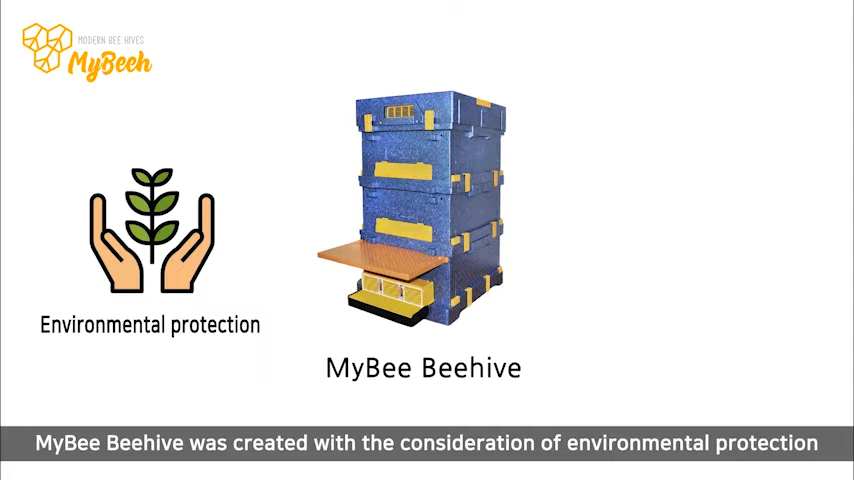 MODERN BEE HIVES
MyBeeh
Environmental protection
MyBee Beehive
MyBee Beehive was created with the consideration of environmental protection